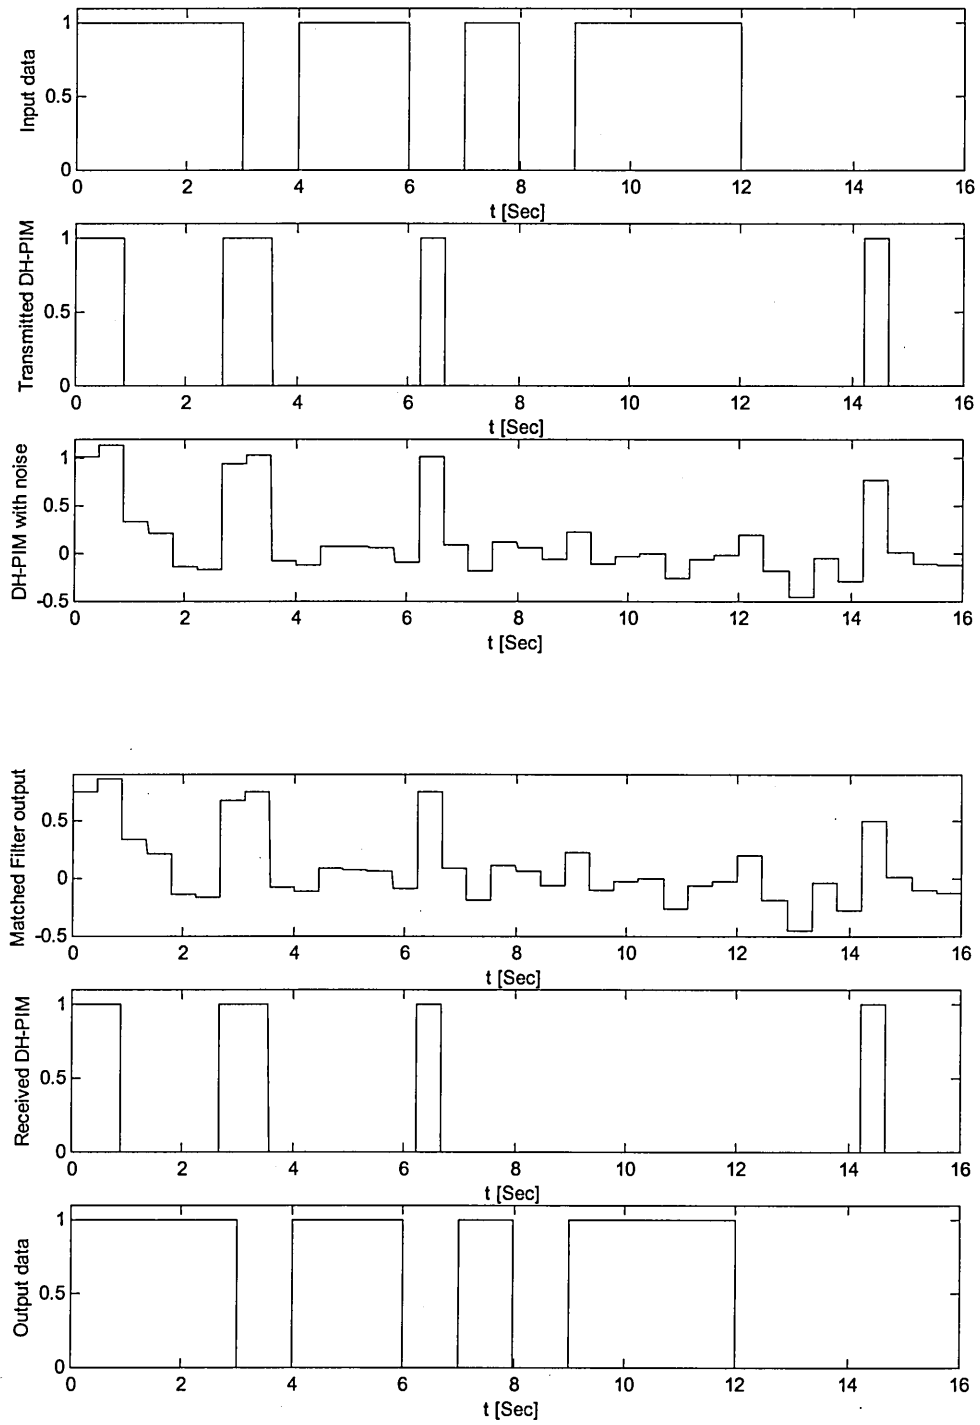 Input data
1
0.5
0
0 2 4 6 8 10 12 14 16
t [Sec]
Transmitted DH-PIM
1
0.5
0
0 2 4 6 8 10 12 14 16
t [Sec]
DH-PIM with noise
1
0.5
0
-0.5
0 2 4 6 8 10 12 14 16
t [Sec]
Matched Filter output
0.5
0
-0.5
0 2 4 6 8 10 12 14 16
t [Sec]
Received DH-PIM
1
0.5
0
0 2 4 6 8 10 12 14 16
t [Sec]
Output data
1
0.5
0
0 2 4 6 8 10 12 14 16
t [Sec]